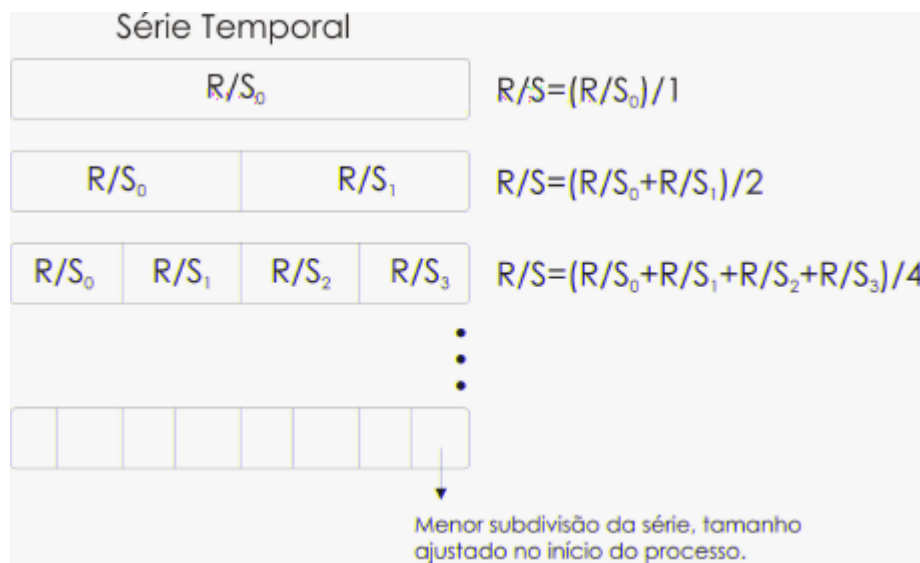 Série Temporal
R/S₀ R/S=(R/S₀)/1
R/S₀ R/S₁ R/S=(R/S₀+R/S₁)/2
R/S₀ R/S₁ R/S₂ R/S₃ R/S=(R/S₀+R/S₁+R/S₂+R/S₃)/4
Menor subdivisão da série, tamanho
ajustado no início do processo.